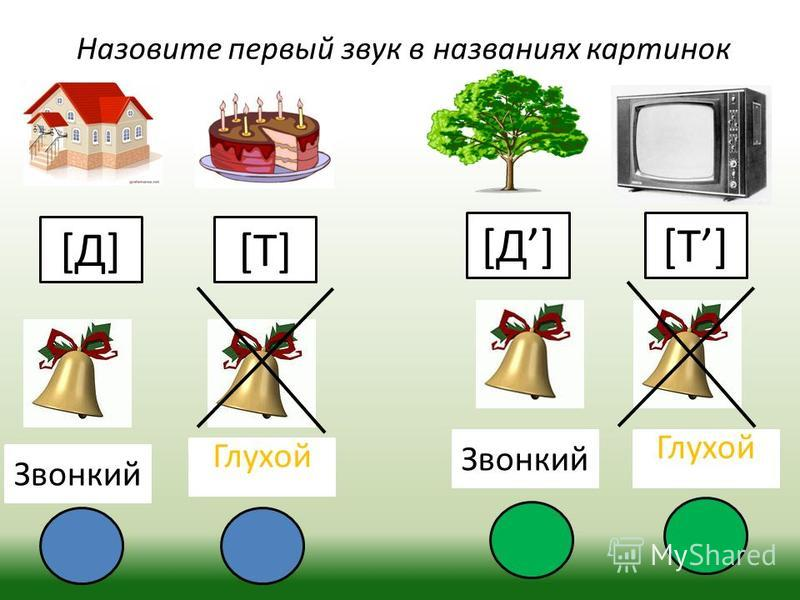 Назовите первый звук в названиях картинок
[Д] [Т] [Д’] [Т’]
Звонкий Глухой Звонкий Глухой
MyShared